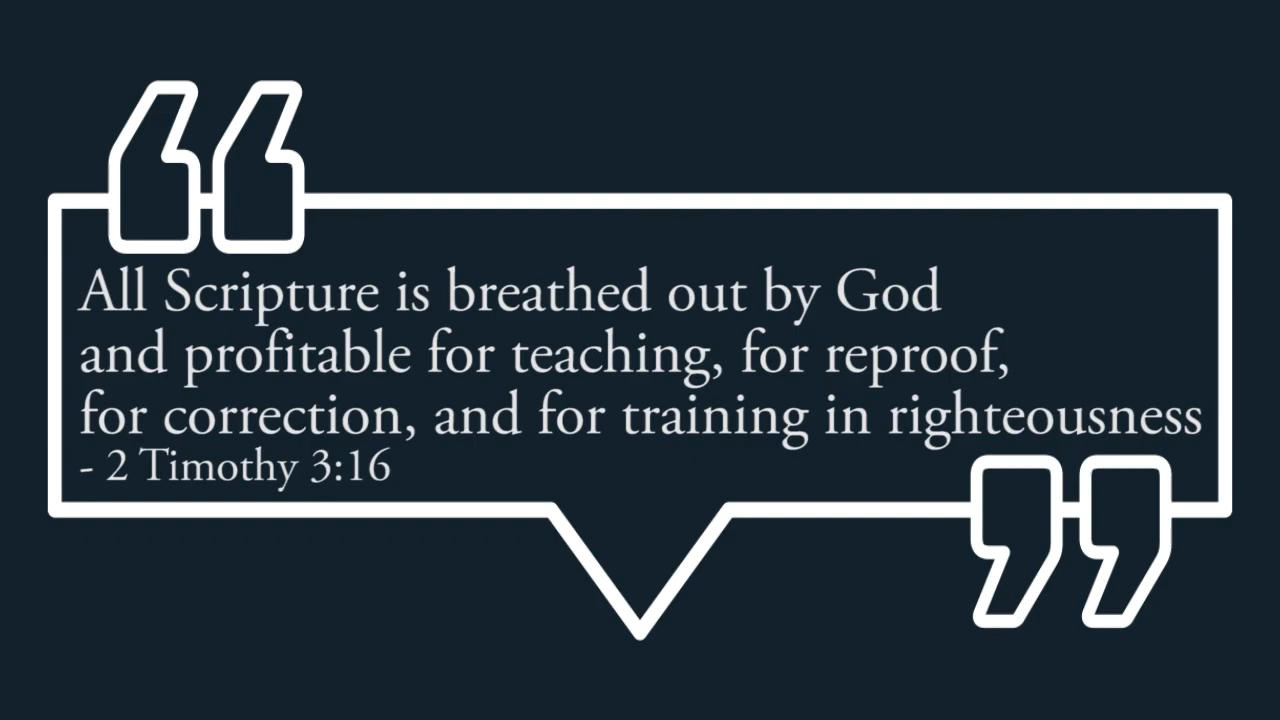 All Scripture is breathed out by God
and profitable for teaching, for reproof,
for correction, and for training in righteousness
- 2 Timothy 3:16